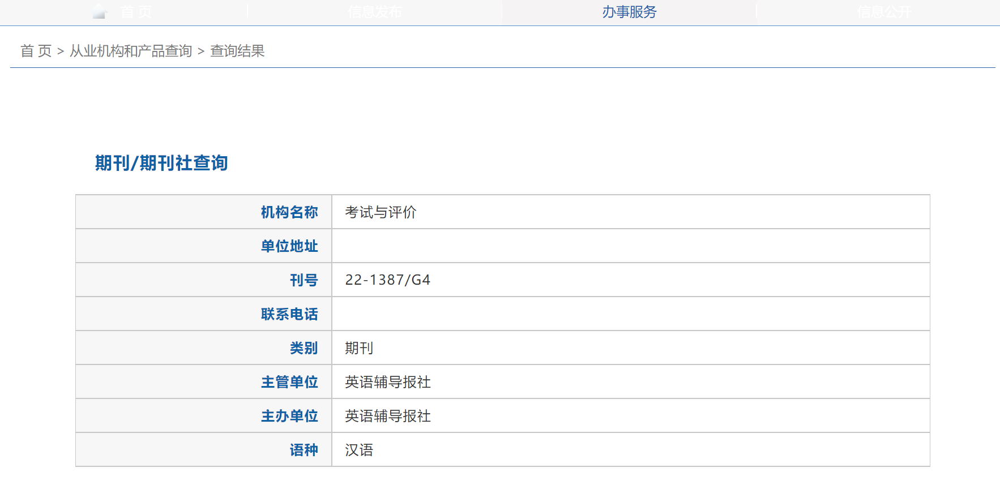 首 页 信息发布 办事服务 信息公开
首 页 > 从业机构和产品查询 > 查询结果
期刊/期刊社查询
机构名称 考试与评价
单位地址
刊号 22-1387/G4
联系电话
类别 期刊
主管单位 英语辅导报社
主办单位 英语辅导报社
语种 汉语